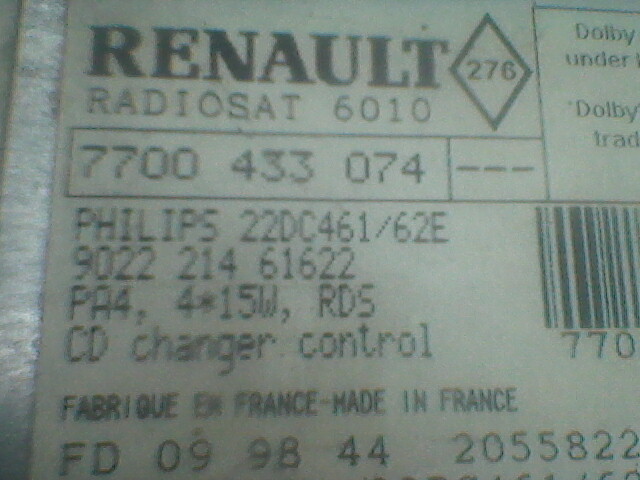 RENAULT 276
RADIOSAT 6010
7700 433 074 ---
PHILIPS 22DC461/62E
9022 214 61622
PA4, 4*15W, RDS
CD changer control
FABRIQUE EN FRANCE-MADE IN FRANCE
FD 09 98 44 2055822
Dolby
under
"Dolby"
trad
770